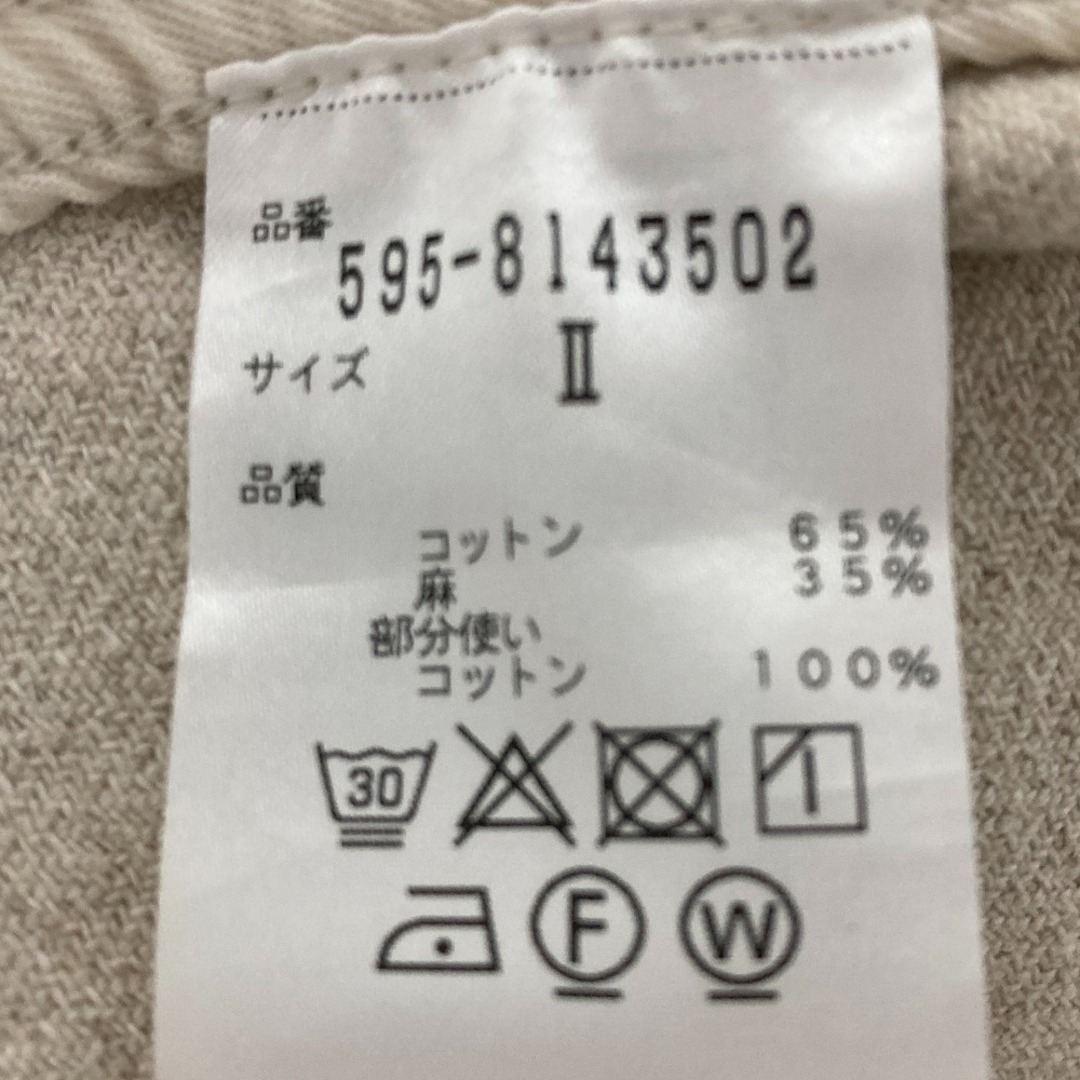 品番 595-8143502
サイズ Ⅱ
品質
コットン 65%
麻 35%
部分使い
コットン 100%
30
F W